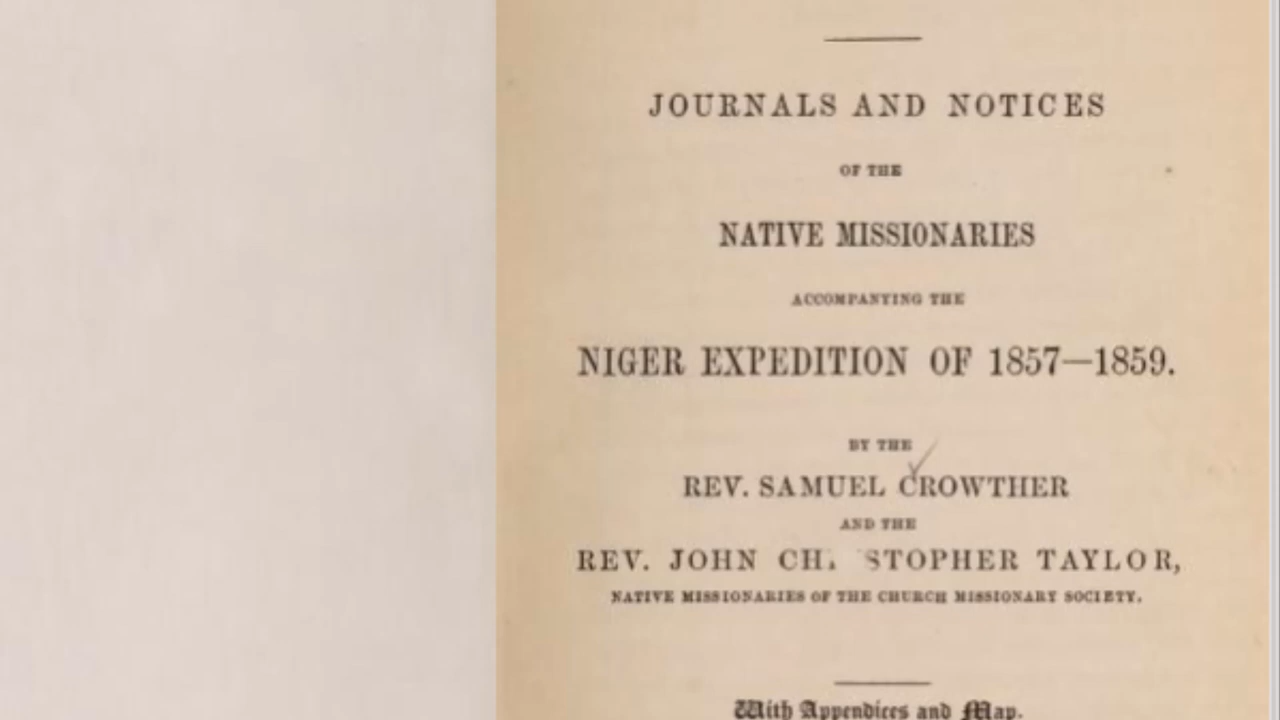 JOURNALS AND NOTICES
OF THE
NATIVE MISSIONARIES
ACCOMPANYING THE
NIGER EXPEDITION OF 1857—1859.
BY THE
REV. SAMUEL CROWTHER
AND THE
REV. JOHN TAYLOR,
NATIVE MISSIONARIES OF THE CHURCH MISSIONARY SOCIETY.
With Appendices and Map.